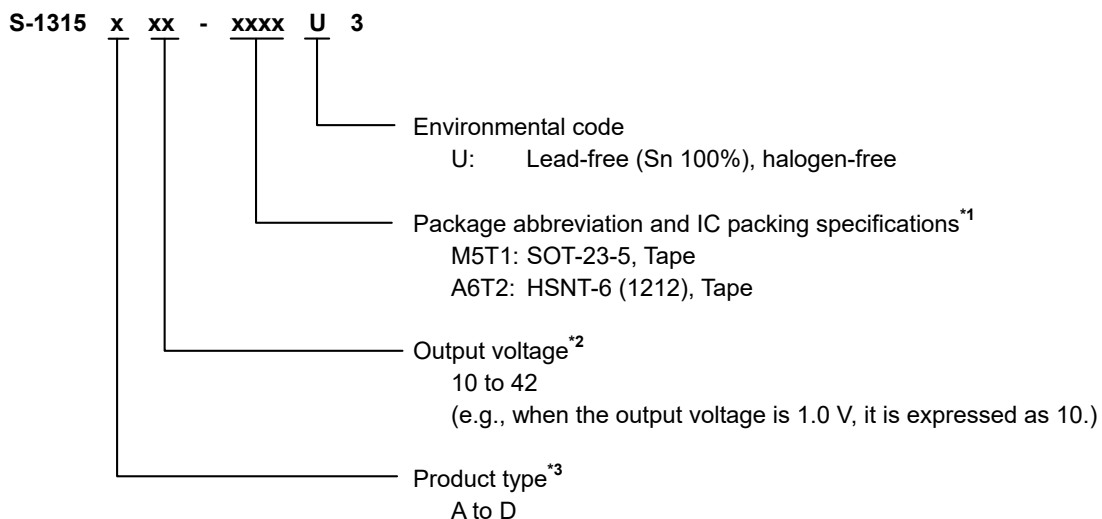 S-1315 x xx - xxxx U 3
Environmental code
U: Lead-free (Sn 100%), halogen-free
Package abbreviation and IC packing specifications*1
M5T1: SOT-23-5, Tape
A6T2: HSNT-6 (1212), Tape
Output voltage*2
10 to 42
(e.g., when the output voltage is 1.0 V, it is expressed as 10.)
Product type*3
A to D